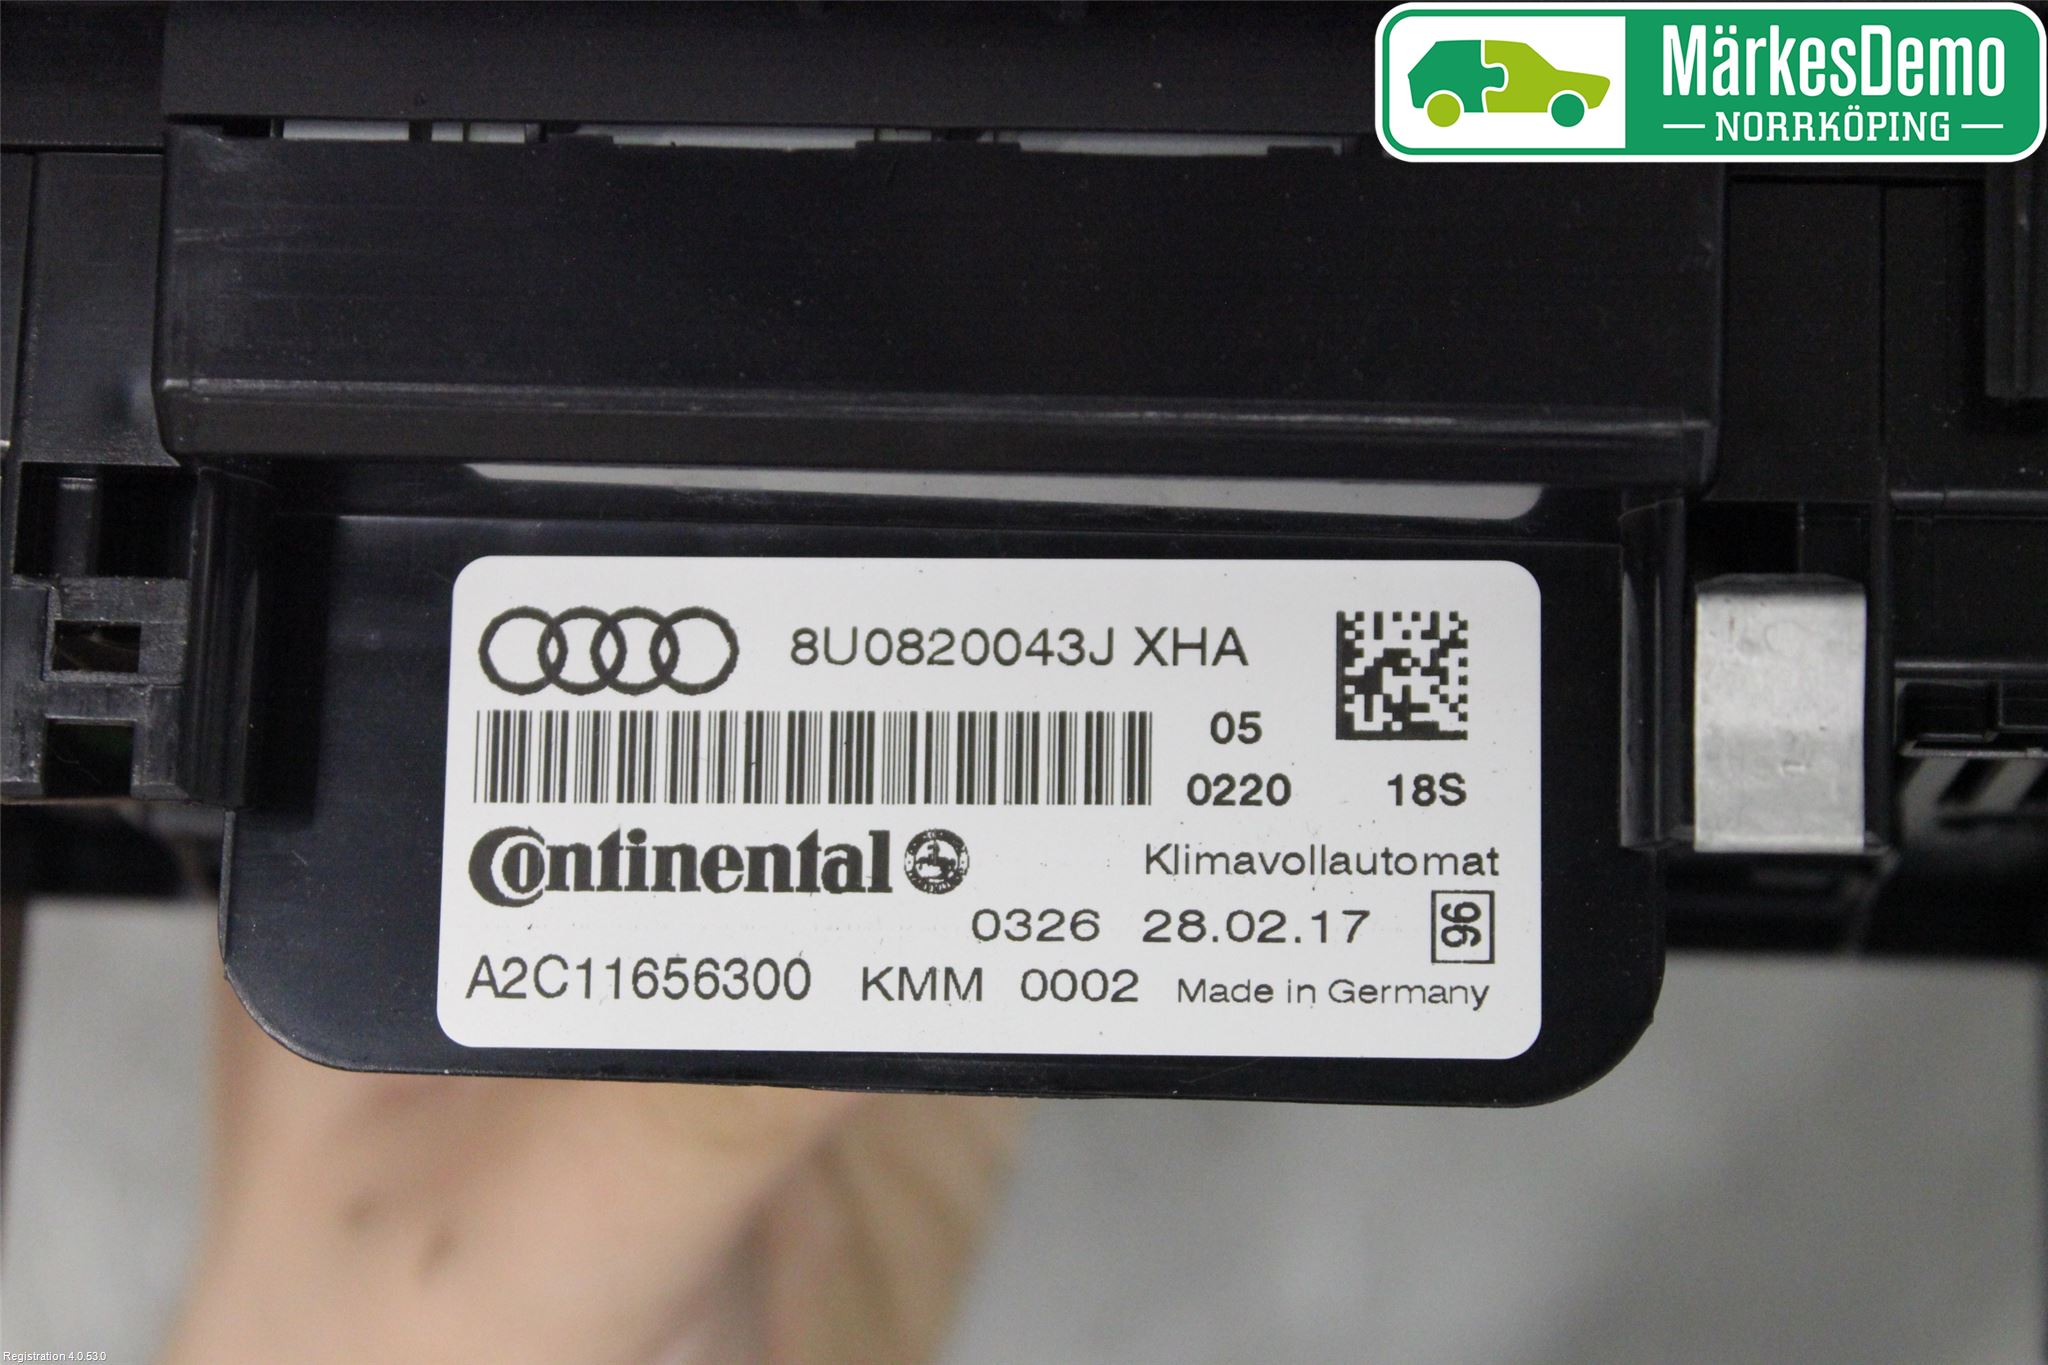 MärkesDemo
NORRKÖPING
8U0820043J XHA
05
0220 18S
Continental
Klimavollautomat
0326 28.02.17 96
A2C11656300 KMM 0002 Made in Germany
Registration 4.0.53.0